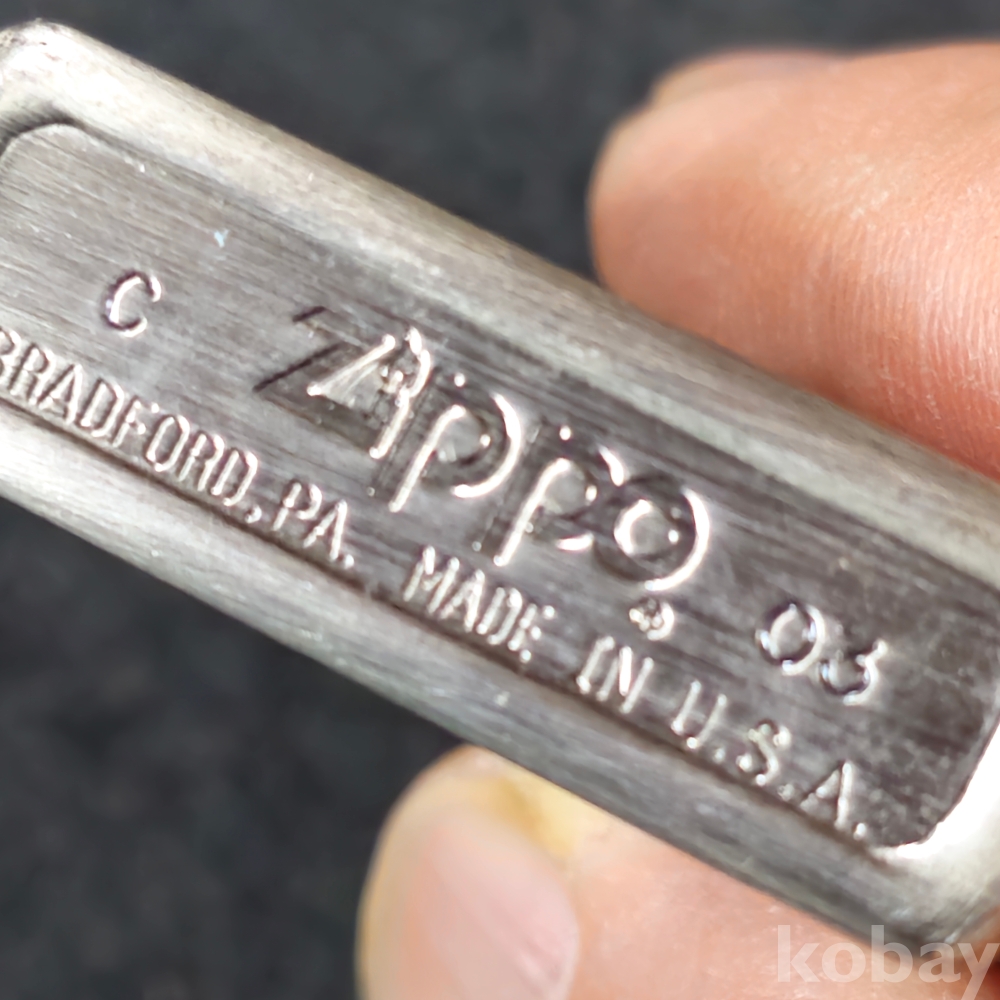 C Zippo ® 03
BRADFORD, PA. MADE IN U.S.A.
kobay